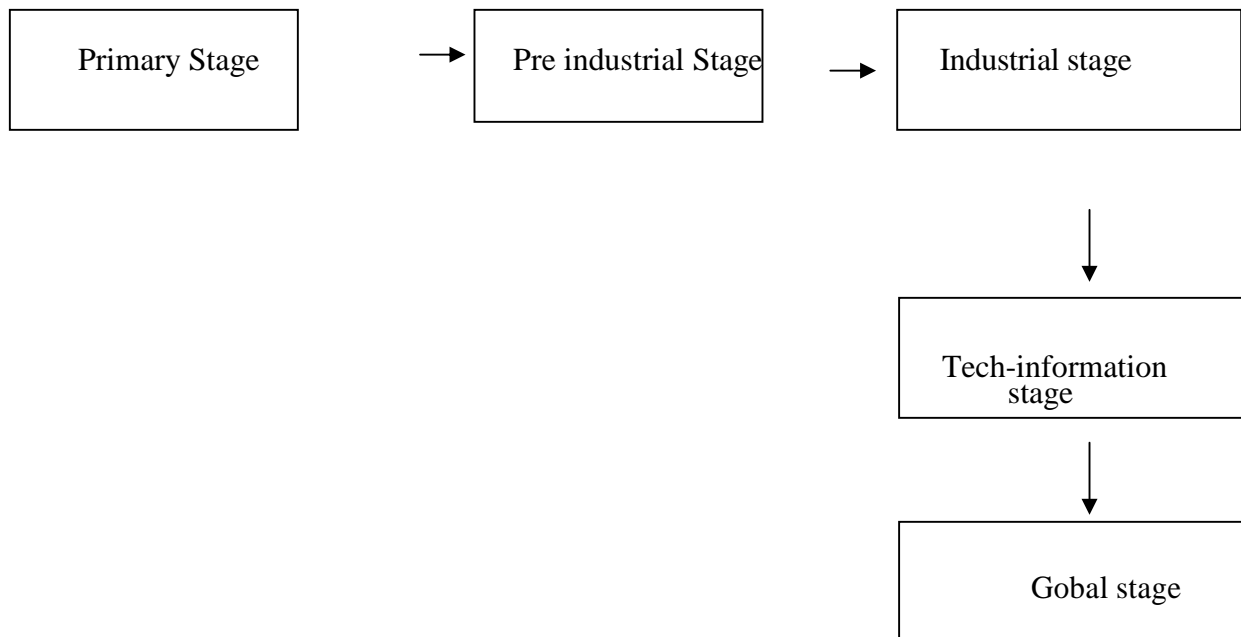 Primary Stage
Pre industrial Stage
Industrial stage
Tech-information
stage
Gobal stage